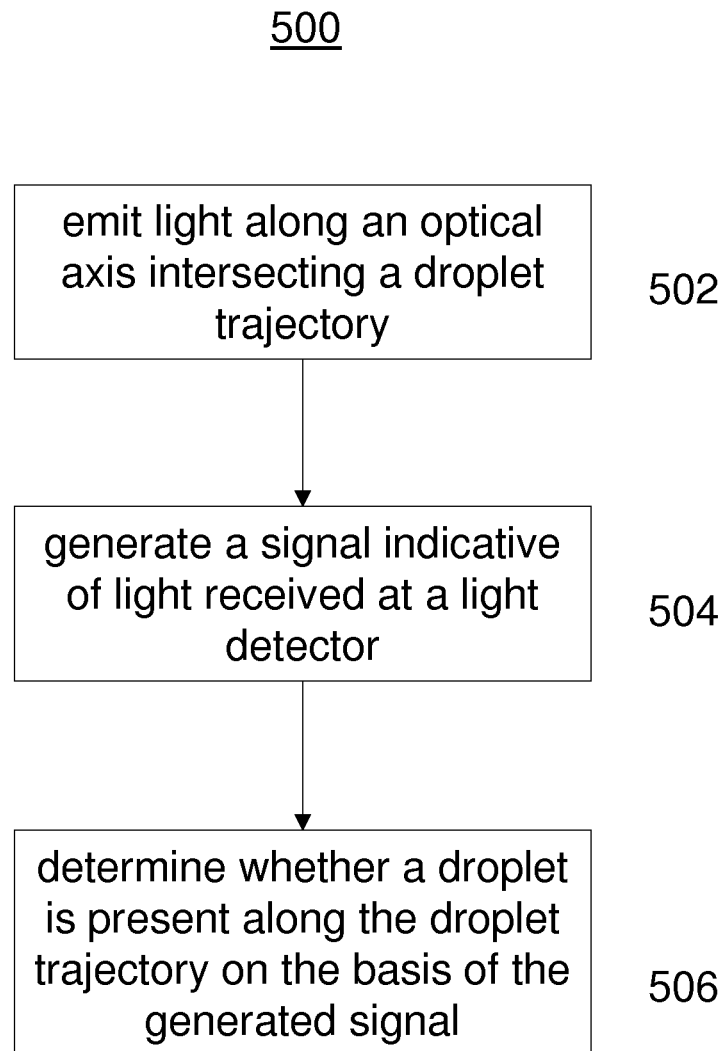 500
emit light along an optical
axis intersecting a droplet
trajectory
502
generate a signal indicative
of light received at a light
detector
504
determine whether a droplet
is present along the droplet
trajectory on the basis of the
generated signal
506